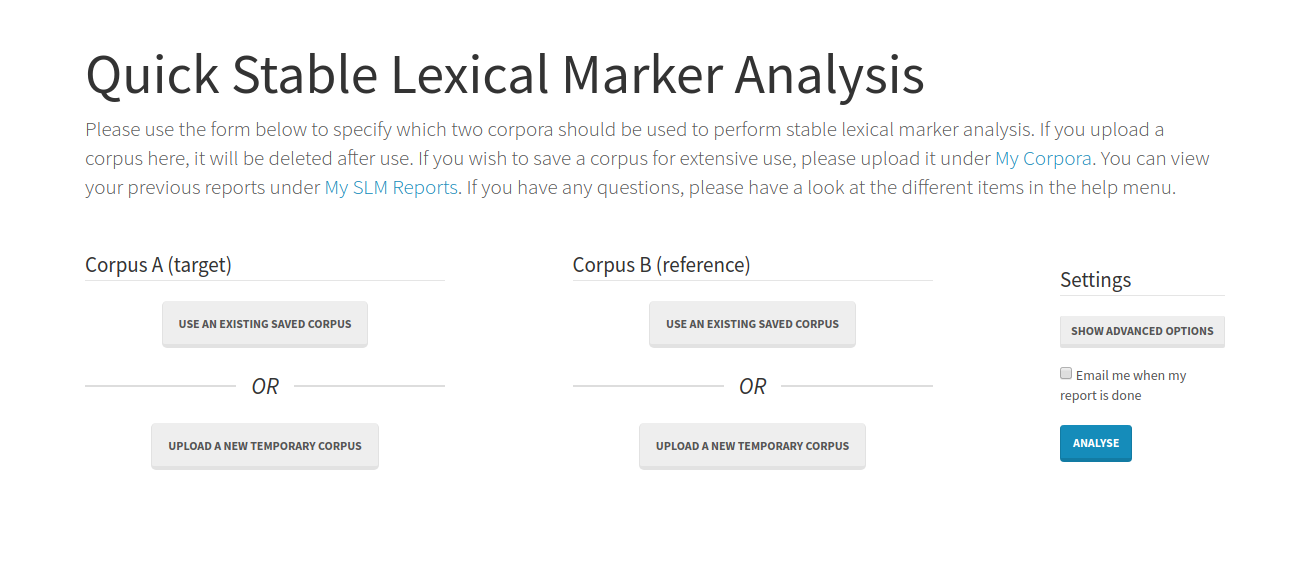 Quick Stable Lexical Marker Analysis
Please use the form below to specify which two corpora should be used to perform stable lexical marker analysis. If you upload a
corpus here, it will be deleted after use. If you wish to save a corpus for extensive use, please upload it under My Corpora. You can view
your previous reports under My SLM Reports. If you have any questions, please have a look at the different items in the help menu.
Corpus A (target)
USE AN EXISTING SAVED CORPUS
OR
UPLOAD A NEW TEMPORARY CORPUS
Corpus B (reference)
USE AN EXISTING SAVED CORPUS
OR
UPLOAD A NEW TEMPORARY CORPUS
Settings
SHOW ADVANCED OPTIONS
Email me when my
report is done
ANALYSE